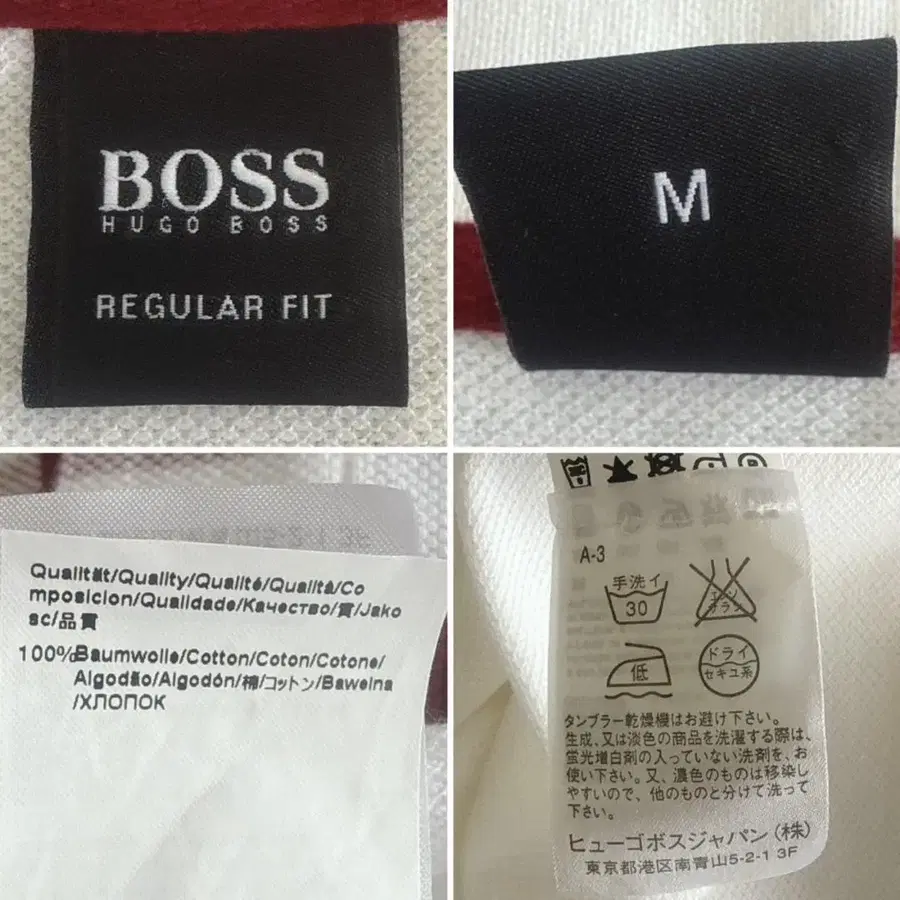 BOSS
HUGO BOSS
REGULAR FIT
M
Qualität/Quality/Qualité/Qualità/Co
mposicion/Qualidade/Качество/質/Jako
sc/品質
100%Baumwolle/Cotton/Coton/Cotone/
Algodão/Algodón/棉/コットン/Bawełna
/ХЛОПОК
A-3
手洗イ
30
エンソ
サラシ
低
ドライ
セキユ系
タンブラー乾燥機はお避け下さい。
生成、又は淡色の商品を洗濯する際は、
蛍光増白剤の入っていない洗剤を、お
使い下さい。又、濃色のものは移染し
やすいので、他のものと分けて洗って
下さい。
ヒューゴボスジャパン(株)
東京都港区南青山5-2-1 3F